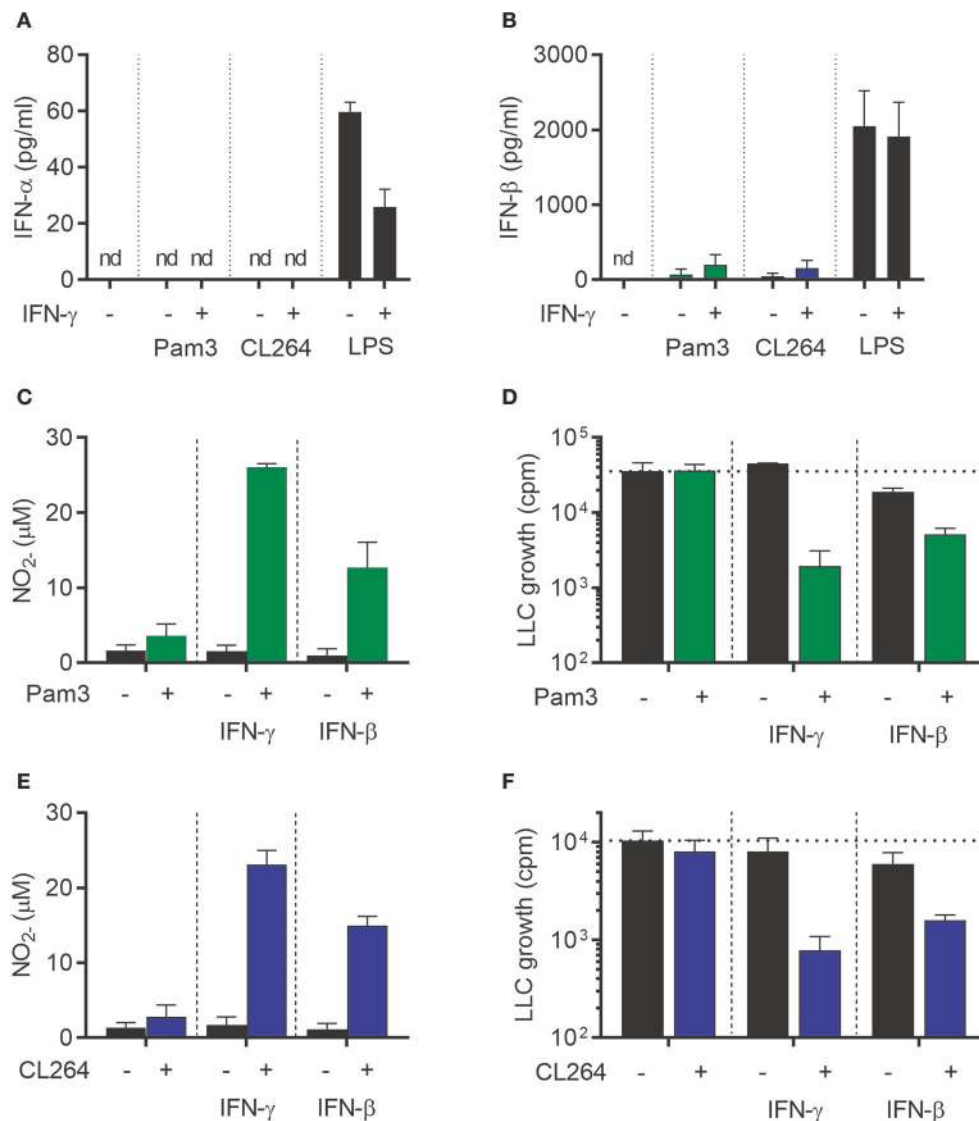 A
IFN-α (pg/ml)
80
60
40
20
0
nd nd nd nd nd
IFN-γ - - + - + - +
Pam3 CL264 LPS
B
IFN-β (pg/ml)
3000
2000
1000
0
nd
IFN-γ - - + - + - +
Pam3 CL264 LPS
C
NO2- (μM)
30
20
10
0
Pam3 - + - + - +
IFN-γ IFN-β
D
LLC growth (cpm)
10^5
10^4
10^3
10^2
Pam3 - + - + - +
IFN-γ IFN-β
E
NO2- (μM)
30
20
10
0
CL264 - + - + - +
IFN-γ IFN-β
F
LLC growth (cpm)
10^4
10^3
10^2
CL264 - + - + - +
IFN-γ IFN-β